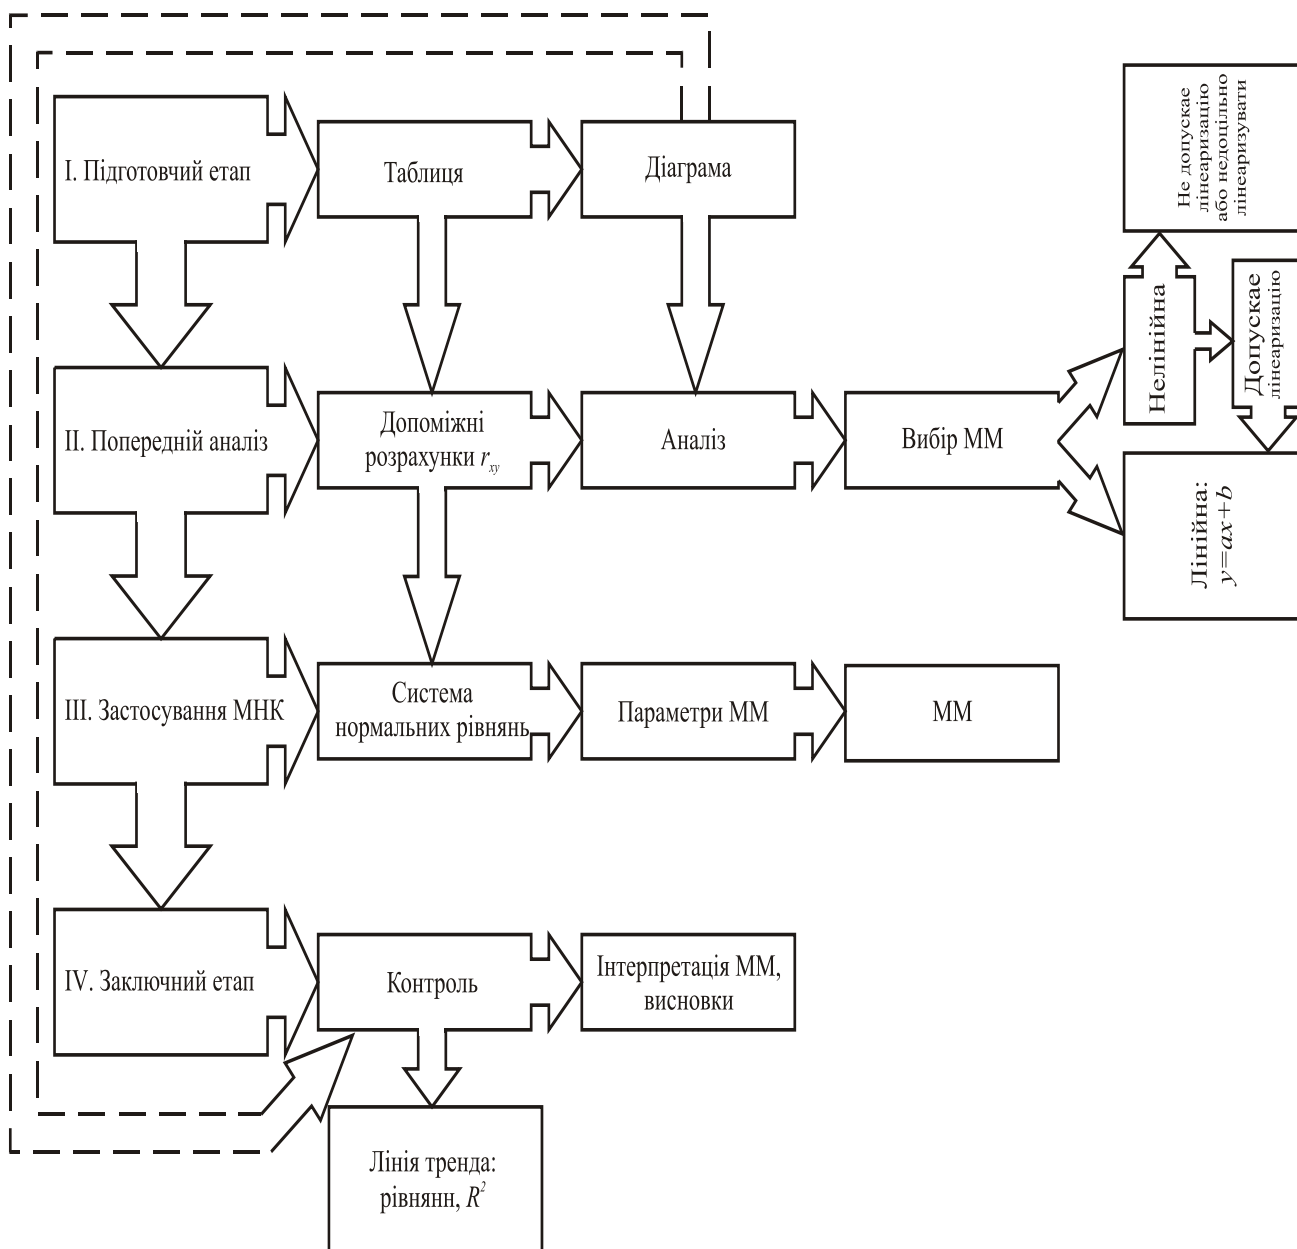 I. Підготовчий етап
Таблиця
Діаграма
Не допускає
лінеаризацію
або недоцільно
лінеаризувати
Нелінійна
Допускає
лінеаризацію
II. Попередній аналіз
Допоміжні
розрахунки r_xy
Аналіз
Вибір ММ
Лінійна:
y=ax+b
III. Застосування МНК
Система
нормальних рівнянь
Параметри ММ
ММ
IV. Заключний етап
Контроль
Інтерпретація ММ,
висновки
Лінія тренда:
рівнянн, R²